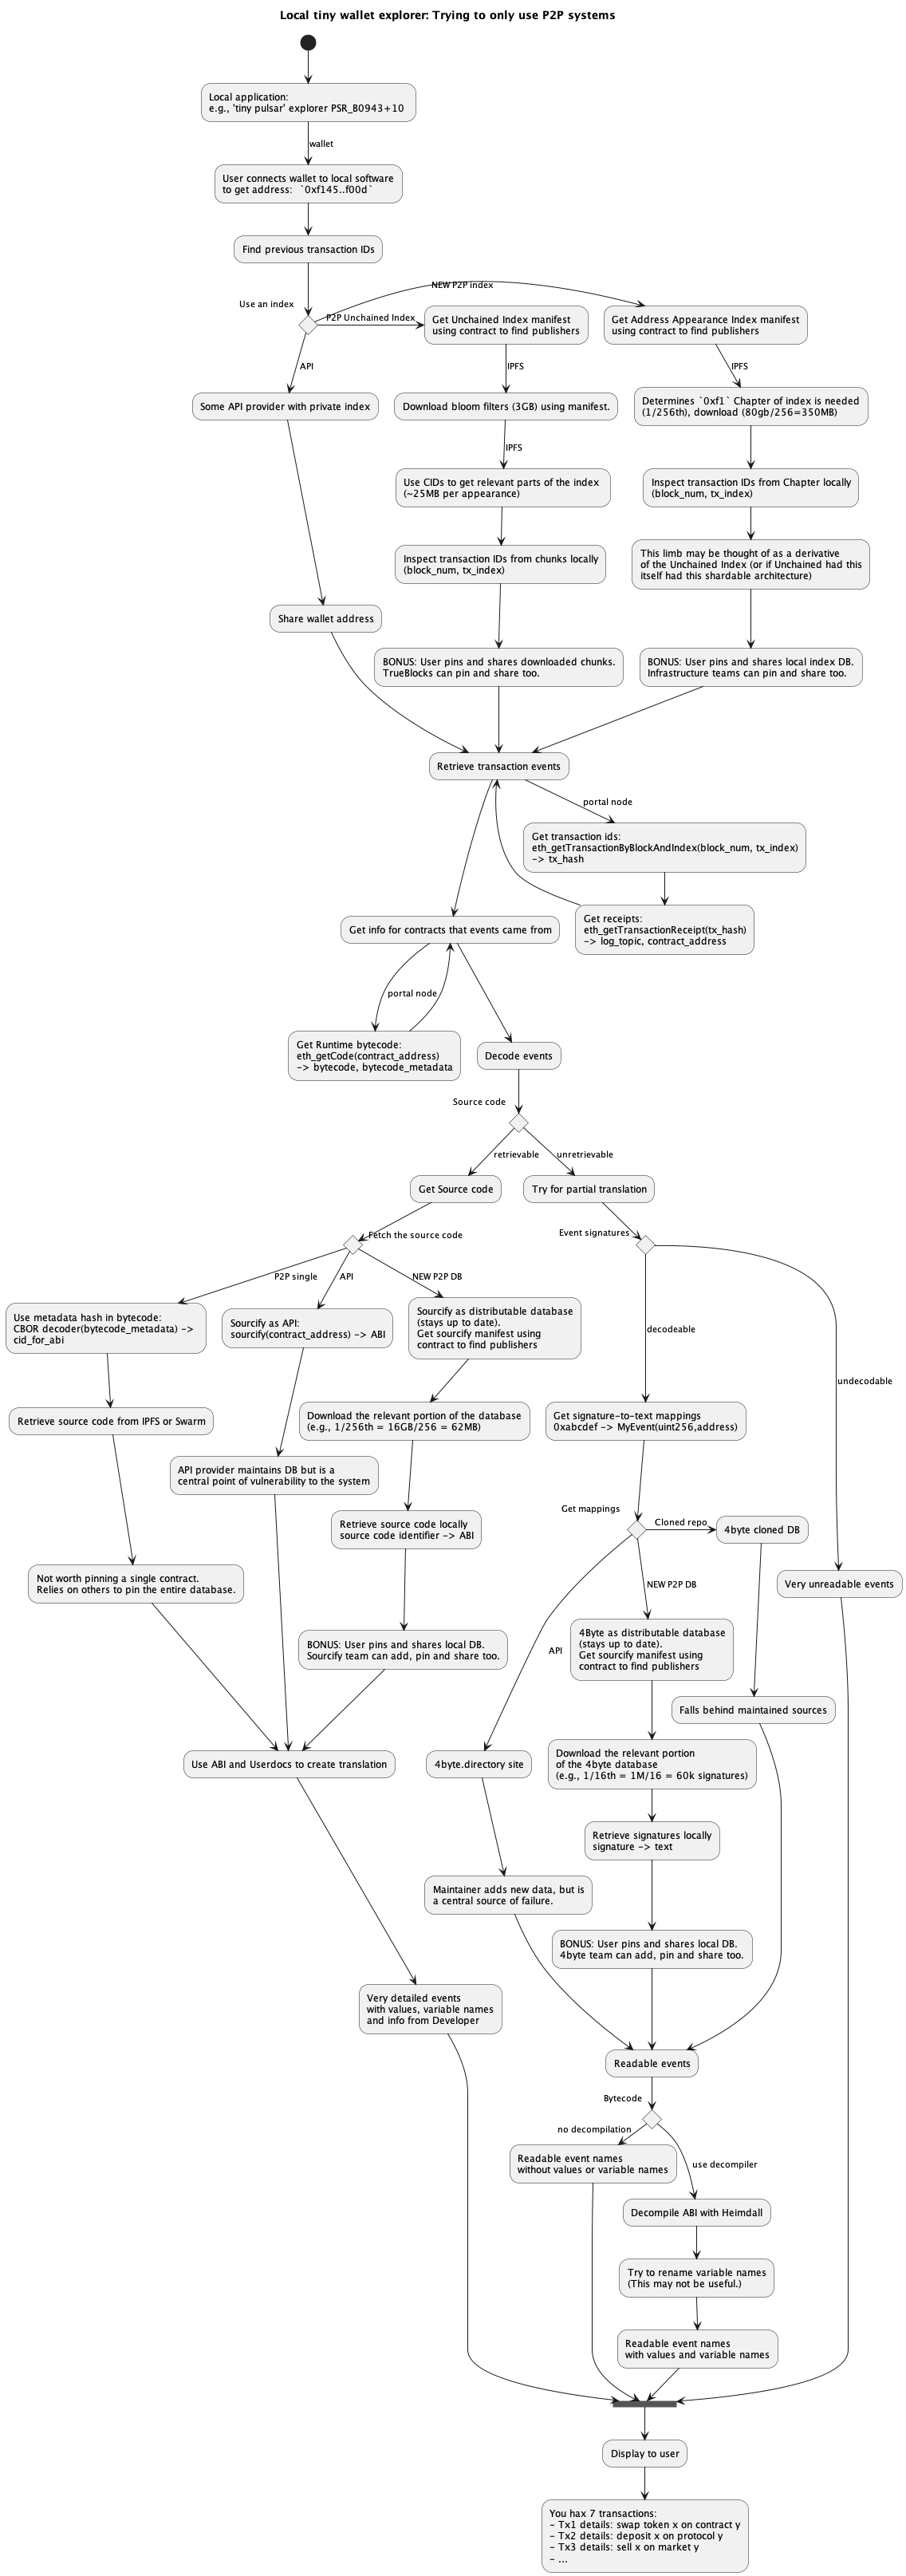 Local tiny wallet explorer: Trying to only use P2P systems
Local application:
e.g., 'tiny pulsar' explorer PSR_B0943+10
wallet
User connects wallet to local software
to get address:  `0xf145..f00d`
Find previous transaction IDs
Use an index
NEW P2P index
P2P Unchained Index
API
Get Unchained Index manifest
using contract to find publishers
Get Address Appearance Index manifest
using contract to find publishers
IPFS
IPFS
Some API provider with private index
Download bloom filters (3GB) using manifest.
Determines `0xf1` Chapter of index is needed
(1/256th), download (80gb/256=350MB)
IPFS
Use CIDs to get relevant parts of the index
(~25MB per appearance)
Inspect transaction IDs from Chapter locally
(block_num, tx_index)
Inspect transaction IDs from chunks locally
(block_num, tx_index)
This limb may be thought of as a derivative
of the Unchained Index (or if Unchained had this
itself had this shardable architecture)
Share wallet address
BONUS: User pins and shares downloaded chunks.
TrueBlocks can pin and share too.
BONUS: User pins and shares local index DB.
Infrastructure teams can pin and share too.
Retrieve transaction events
portal node
Get transaction ids:
eth_getTransactionByBlockAndIndex(block_num, tx_index)
-> tx_hash
Get receipts:
eth_getTransactionReceipt(tx_hash)
-> log_topic, contract_address
Get info for contracts that events came from
portal node
Get Runtime bytecode:
eth_getCode(contract_address)
-> bytecode, bytecode_metadata
Decode events
Source code
retrievable
unretrievable
Get Source code
Try for partial translation
Fetch the source code
Event signatures
P2P single
API
NEW P2P DB
Use metadata hash in bytecode:
CBOR decoder(bytecode_metadata) ->
cid_for_abi
Sourcify as API:
sourcify(contract_address) -> ABI
Sourcify as distributable database
(stays up to date).
Get sourcify manifest using
contract to find publishers
decodeable
undecodable
Retrieve source code from IPFS or Swarm
Download the relevant portion of the database
(e.g., 1/256th = 16GB/256 = 62MB)
Get signature-to-text mappings
0xabcdef -> MyEvent(uint256,address)
API provider maintains DB but is a
central point of vulnerability to the system
Retrieve source code locally
source code identifier -> ABI
Get mappings
Cloned repo
4byte cloned DB
Not worth pinning a single contract.
Relies on others to pin the entire database.
NEW P2P DB
Very unreadable events
BONUS: User pins and shares local DB.
Sourcify team can add, pin and share too.
API
4Byte as distributable database
(stays up to date).
Get sourcify manifest using
contract to find publishers
Falls behind maintained sources
Use ABI and Userdocs to create translation
4byte.directory site
Download the relevant portion
of the 4byte database
(e.g., 1/16th = 1M/16 = 60k signatures)
Retrieve signatures locally
signature -> text
Maintainer adds new data, but is
a central source of failure.
BONUS: User pins and shares local DB.
4byte team can add, pin and share too.
Very detailed events
with values, variable names
and info from Developer
Readable events
Bytecode
no decompilation
use decompiler
Readable event names
without values or variable names
Decompile ABI with Heimdall
Try to rename variable names
(This may not be useful.)
Readable event names
with values and variable names
Display to user
You hax 7 transactions:
- Tx1 details: swap token x on contract y
- Tx2 details: deposit x on protocol y
- Tx3 details: sell x on market y
- ...